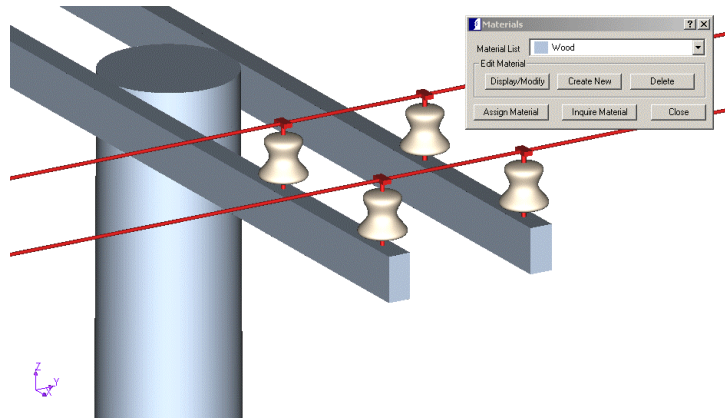 Materials
Material List Wood
Edit Material
Display/Modify Create New Delete
Assign Material Inquire Material Close
Z
Y
X